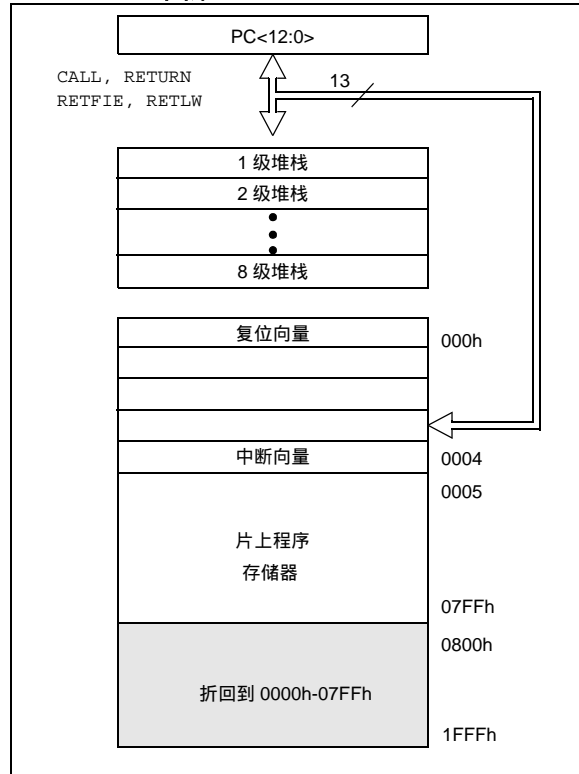 PC<12:0>
CALL, RETURN
RETFIE, RETLW
13
1 级堆栈
2 级堆栈
8 级堆栈
复位向量
000h
中断向量
0004
0005
片上程序
存储器
07FFh
0800h
折回到 0000h-07FFh
1FFFh